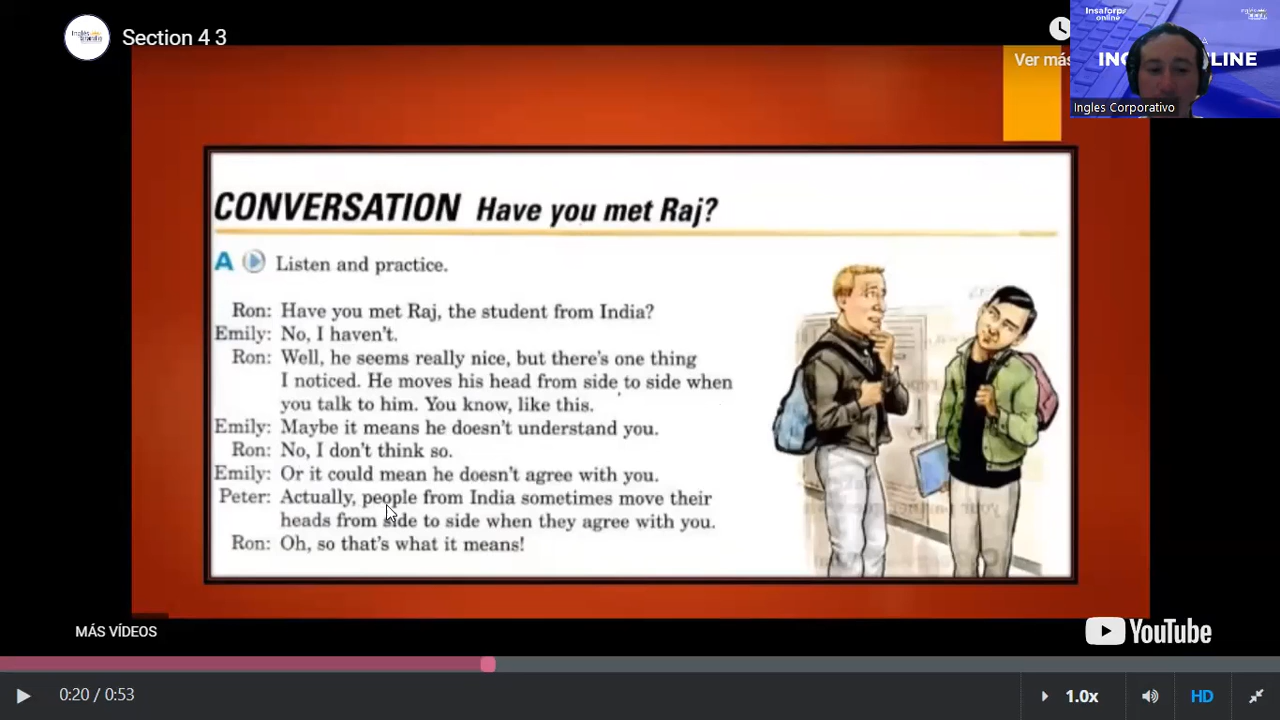 Section 4 3
Ver más
Insaforp
online
INGLES ONLINE
Ingles Corporativo
CONVERSATION Have you met Raj?
A Listen and practice.
Ron: Have you met Raj, the student from India?
Emily: No, I haven't.
Ron: Well, he seems really nice, but there's one thing
I noticed. He moves his head from side to side when
you talk to him. You know, like this.
Emily: Maybe it means he doesn't understand you.
Ron: No, I don't think so.
Emily: Or it could mean he doesn't agree with you.
Peter: Actually, people from India sometimes move their
heads from side to side when they agree with you.
Ron: Oh, so that's what it means!
MÁS VÍDEOS
YouTube
0:20 / 0:53
1.0x
HD